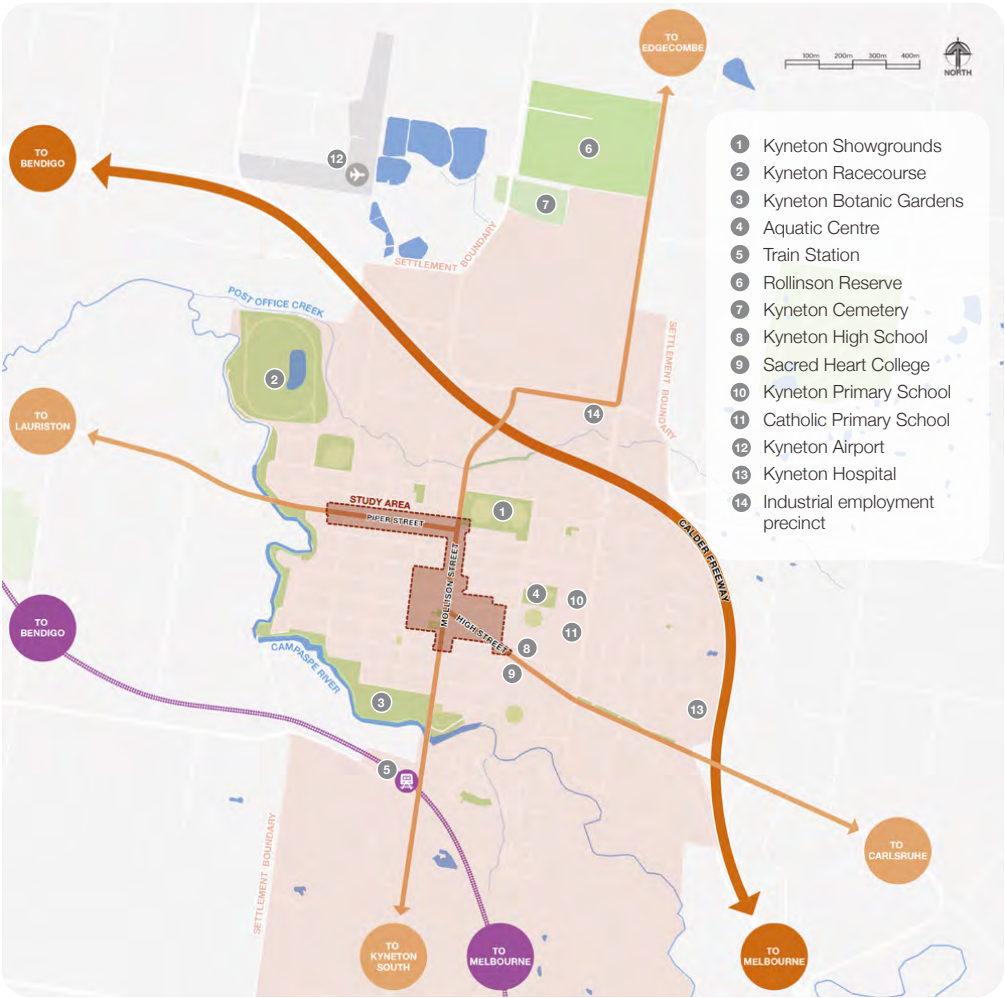 TO
EDGECOMBE
100m 200m 300m 400m
NORTH
TO
BENDIGO
12
6
7
SETTLEMENT BOUNDARY
1 Kyneton Showgrounds
2 Kyneton Racecourse
3 Kyneton Botanic Gardens
4 Aquatic Centre
5 Train Station
6 Rollinson Reserve
7 Kyneton Cemetery
8 Kyneton High School
9 Sacred Heart College
10 Kyneton Primary School
11 Catholic Primary School
12 Kyneton Airport
13 Kyneton Hospital
14 Industrial employment
precinct
POST OFFICE CREEK
SETTLEMENT BOUNDARY
2
14
TO
LAURISTON
STUDY AREA
PIPER STREET
1
CALDER FREEWAY
MOLLISON STREET
4
10
TO
BENDIGO
HIGH STREET
11
8
9
CAMPASPE RIVER
3
13
5
TO
CARLSRUHE
SETTLEMENT BOUNDARY
TO
KYNETON
SOUTH
TO
MELBOURNE
TO
MELBOURNE